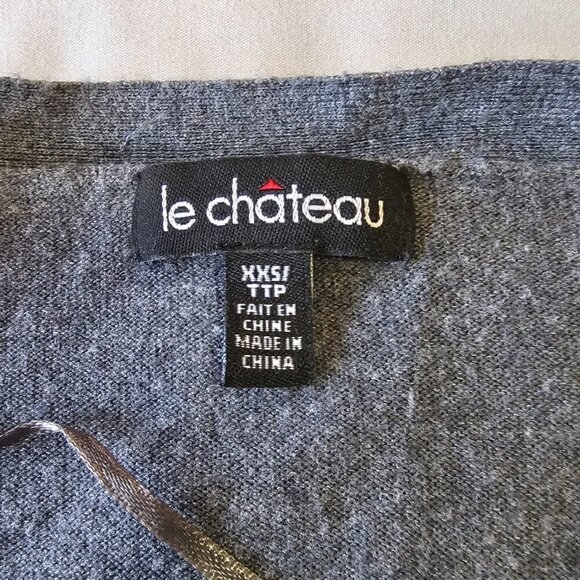 le château
XXS/
TTP
FAIT EN
CHINE
MADE IN
CHINA